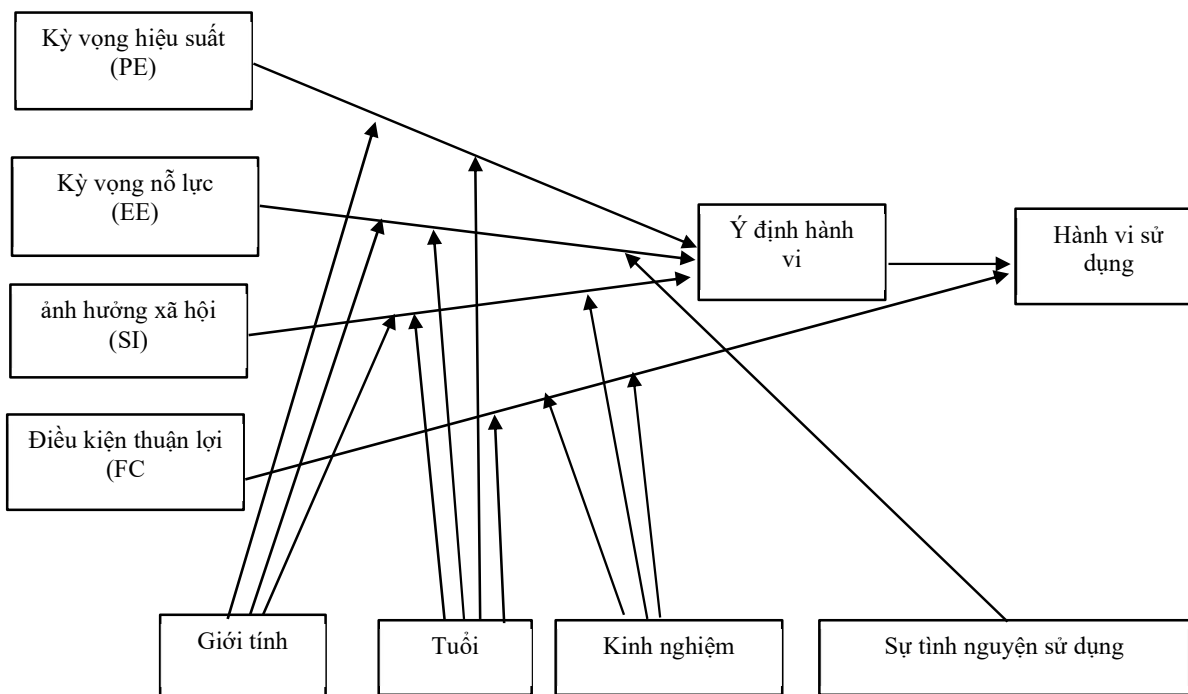 Kỳ vọng hiệu suất
(PE)
Kỳ vọng nỗ lực
(EE)
Ý định hành
vi
Hành vi sử
dụng
ảnh hưởng xã hội
(SI)
Điều kiện thuận lợi
(FC
Giới tính
Tuổi
Kinh nghiệm
Sự tình nguyện sử dụng